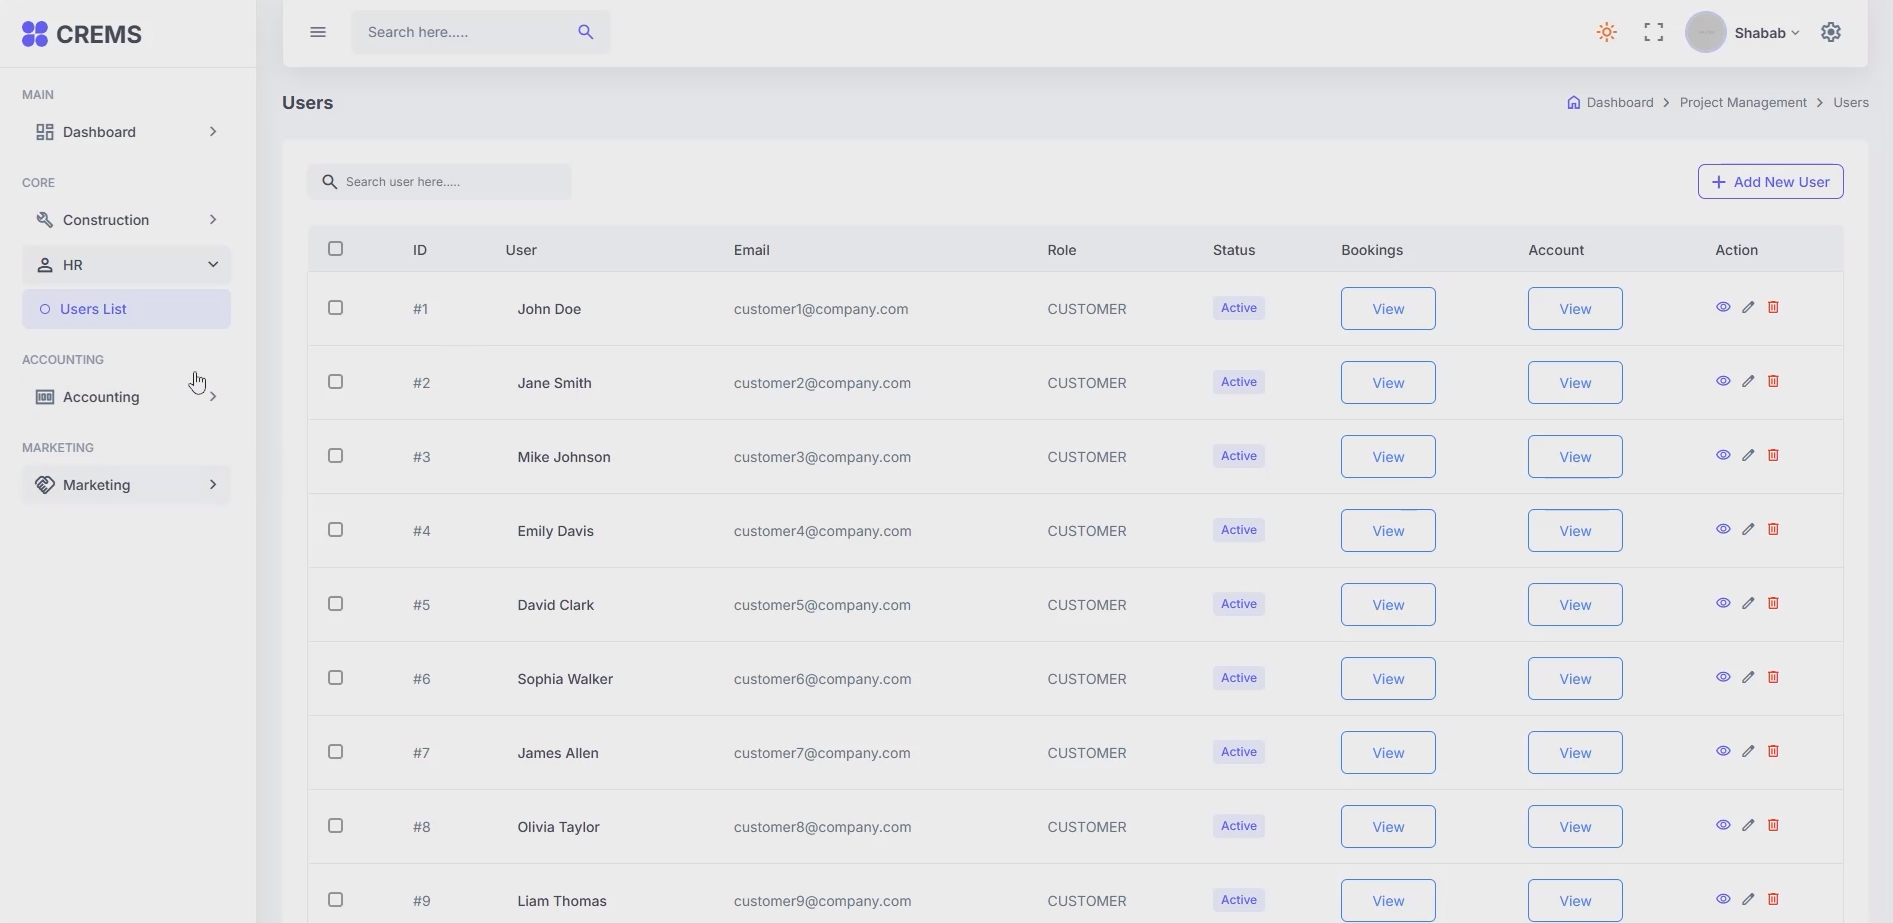 CREMS
Search here.....
Shabab
MAIN
Dashboard
CORE
Construction
HR
Users List
ACCOUNTING
Accounting
MARKETING
Marketing
Users
Dashboard > Project Management > Users
Search user here.....
+ Add New User
ID User Email Role Status Bookings Account Action
#1 John Doe customer1@company.com CUSTOMER Active View View
#2 Jane Smith customer2@company.com CUSTOMER Active View View
#3 Mike Johnson customer3@company.com CUSTOMER Active View View
#4 Emily Davis customer4@company.com CUSTOMER Active View View
#5 David Clark customer5@company.com CUSTOMER Active View View
#6 Sophia Walker customer6@company.com CUSTOMER Active View View
#7 James Allen customer7@company.com CUSTOMER Active View View
#8 Olivia Taylor customer8@company.com CUSTOMER Active View View
#9 Liam Thomas customer9@company.com CUSTOMER Active View View